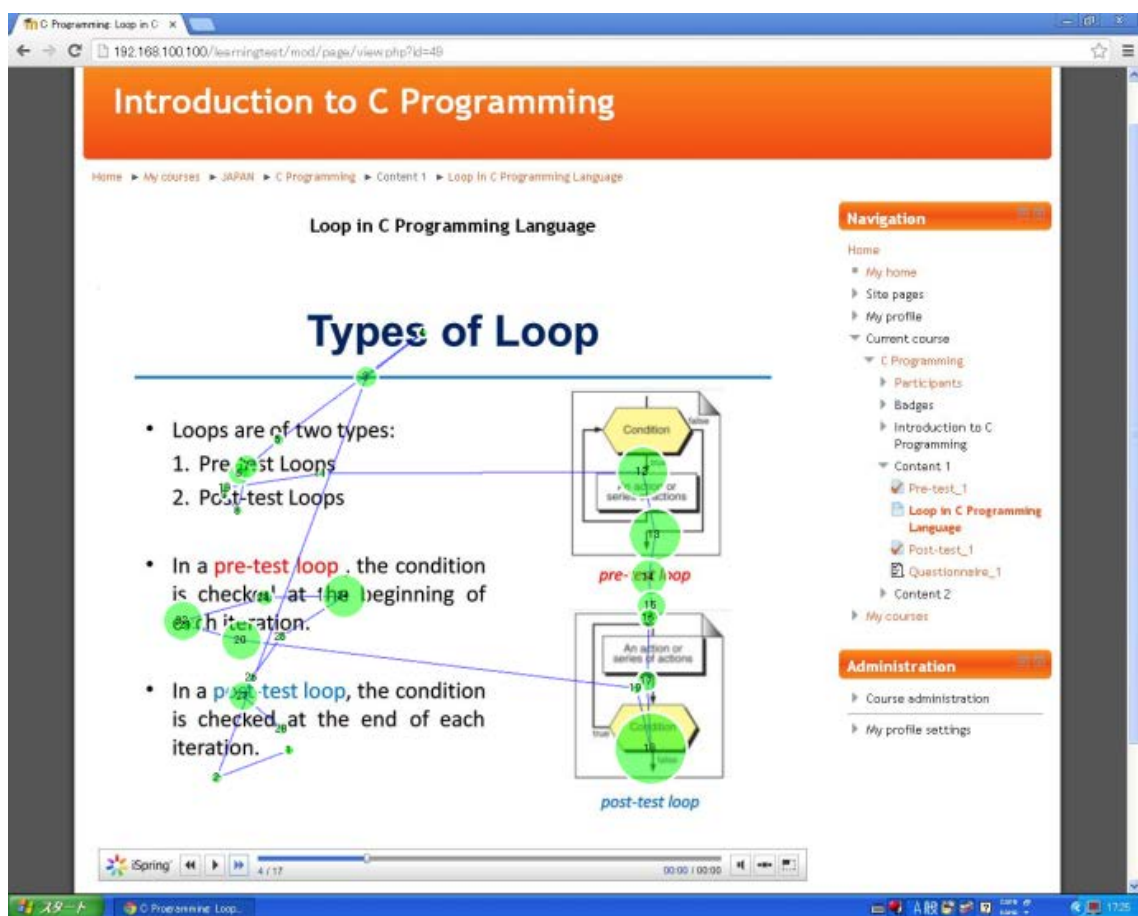 C Programming: Loop in C
192.168.100.100/learningtest/mod/page/view.php?id=49
Introduction to C Programming
Home ► My courses ► JAPAN ► C Programming ► Content 1 ► Loop in C Programming Language
Loop in C Programming Language
Types of Loop
• Loops are of two types:
1. Pre-test Loops
2. Post-test Loops
• In a pre-test loop , the condition
is checked at the beginning of
each iteration.
• In a post-test loop, the condition
is checked at the end of each
iteration.
Condition
false
true
An action or
series of actions
pre-test loop
An action or
series of actions
Condition
true
false
post-test loop
Navigation
Home
My home
Site pages
My profile
Current course
C Programming
Participants
Badges
Introduction to C
Programming
Content 1
Pre-test_1
Loop in C Programming
Language
Post-test_1
Questionnaire_1
Content 2
My courses
Administration
Course administration
My profile settings
iSpring
4 / 17
00:00 / 00:00
スタート
C Programming: Loop...
A般
17:25